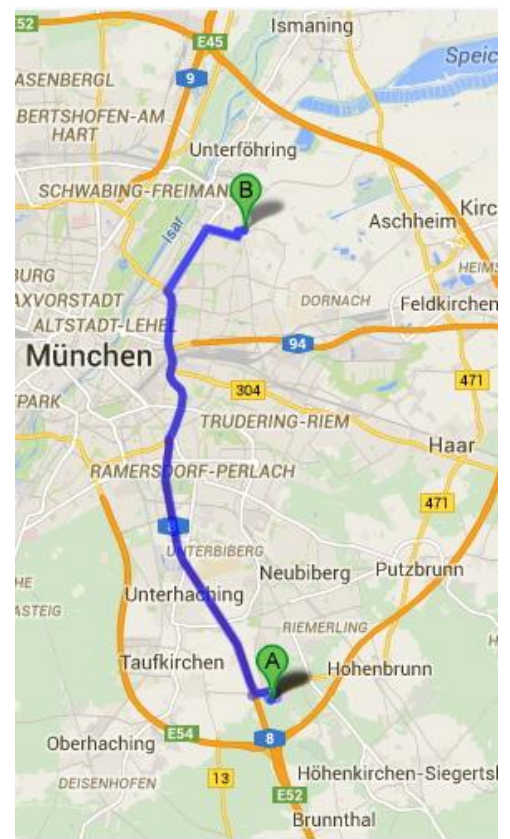 52
Ismaning
E45
Speic
9
ASENBERGL
BERTSHOFEN-AM
HART
Unterföhring
SCHWABING-FREIMAN
B
Isar
Kirc
Aschheim
BURG
HEIMS
AXVORSTADT
DORNACH
Feldkirchen
ALTSTADT-LEHEL
94
München
471
304
PARK
TRUDERING-RIEM
Haar
RAMERSDORF-PERLACH
471
8
UNTERBIBERG
HE
Neubiberg
Putzbrunn
Unterhaching
ASTEIG
RIEMERLING
H
A
Taufkirchen
Hohenbrunn
E54
8
Oberhaching
13
Höhenkirchen-Siegertsl
DEISENHOFEN
E52
Brunnthal